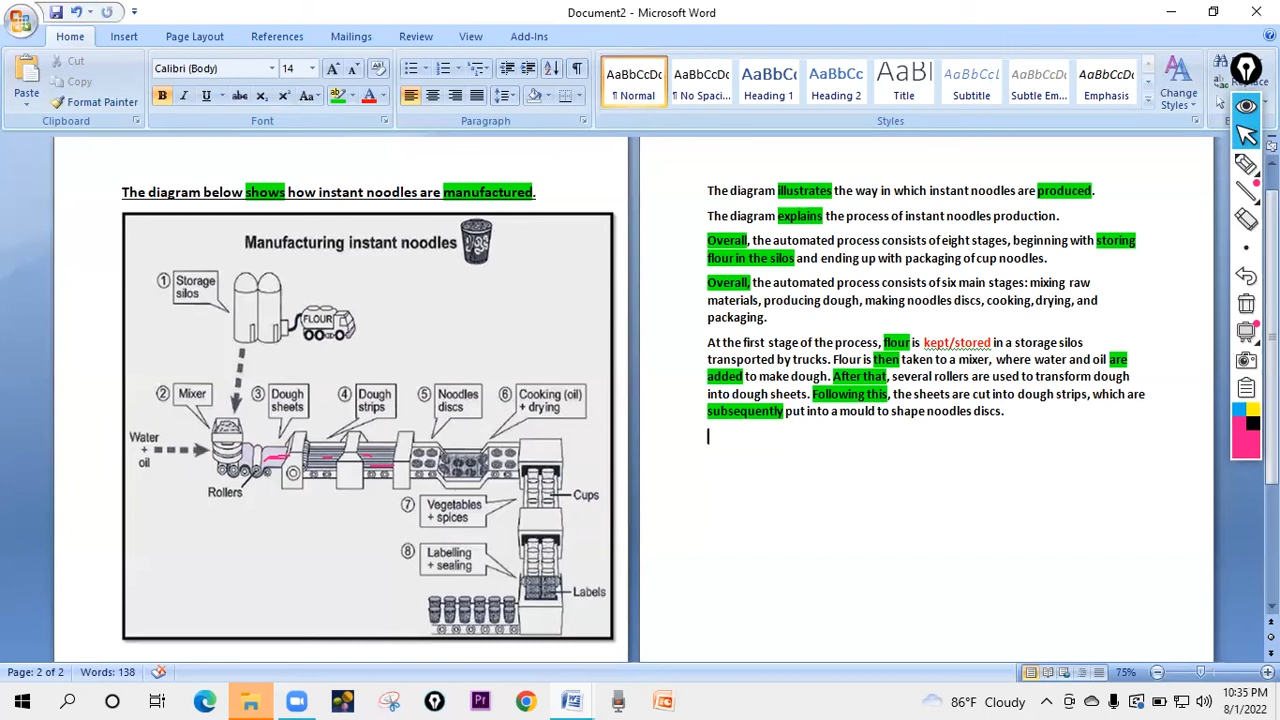 Document2 - Microsoft Word
Home Insert Page Layout References Mailings Review View Add-Ins
Paste
Cut
Copy
Format Painter
Clipboard
Calibri (Body) 14
B I U abc X₂ X² Aa
Font
Paragraph
AaBbCcDc AaBbCcDc AaBbCc AaBbCc AaBl AaBbCcL AaBbCcDc AaBbCcDc
¶ Normal ¶ No Spaci... Heading 1 Heading 2 Title Subtitle Subtle Em... Emphasis
Styles
Change Styles
The diagram below shows how instant noodles are manufactured.
Manufacturing instant noodles
1 Storage silos
FLOUR
2 Mixer
3 Dough sheets
4 Dough strips
5 Noodles discs
6 Cooking (oil) + drying
Water + oil
Rollers
7 Vegetables + spices
Cups
8 Labelling + sealing
Labels
The diagram illustrates the way in which instant noodles are produced.
The diagram explains the process of instant noodles production.
Overall, the automated process consists of eight stages, beginning with storing
flour in the silos and ending up with packaging of cup noodles.
Overall, the automated process consists of six main stages: mixing raw
materials, producing dough, making noodles discs, cooking, drying, and
packaging.
At the first stage of the process, flour is kept/stored in a storage silos
transported by trucks. Flour is then taken to a mixer, where water and oil are
added to make dough. After that, several rollers are used to transform dough
into dough sheets. Following this, the sheets are cut into dough strips, which are
subsequently put into a mould to shape noodles discs.
Page: 2 of 2 Words: 138
75%
86°F Cloudy
10:35 PM
8/1/2022